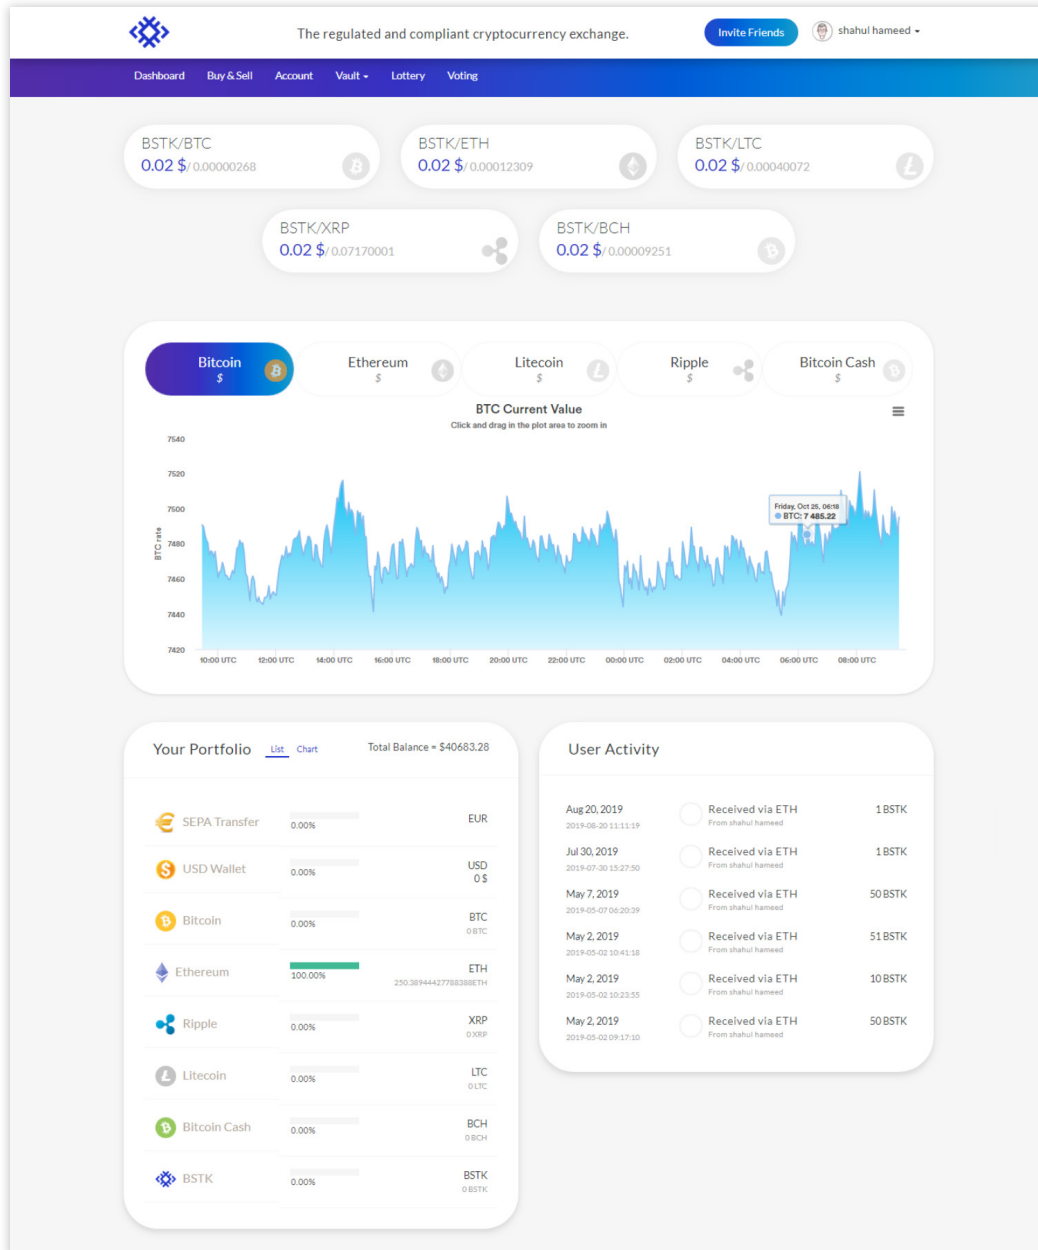 The regulated and compliant cryptocurrency exchange.
Invite Friends
shahul hameed
Dashboard Buy & Sell Account Vault Lottery Voting
BSTK/BTC
0.02 $/ 0.00000268
BSTK/ETH
0.02 $/ 0.00012309
BSTK/LTC
0.02 $/ 0.00040072
BSTK/XRP
0.02 $/ 0.07170001
BSTK/BCH
0.02 $/ 0.00009251
Bitcoin
$
Ethereum
$
Litecoin
$
Ripple
$
Bitcoin Cash
$
BTC Current Value
Click and drag in the plot area to zoom in
BTC rate
7540
7520
7500
7480
7460
7440
7420
Friday, Oct 25, 06:18
BTC: 7 485.22
10:00 UTC 12:00 UTC 14:00 UTC 16:00 UTC 18:00 UTC 20:00 UTC 22:00 UTC 00:00 UTC 02:00 UTC 04:00 UTC 06:00 UTC 08:00 UTC
Your Portfolio List Chart Total Balance = $40683.28
SEPA Transfer 0.00% EUR
USD Wallet 0.00% USD
0 $
Bitcoin 0.00% BTC
0 BTC
Ethereum 100.00% ETH
250.38944427788388ETH
Ripple 0.00% XRP
0 XRP
Litecoin 0.00% LTC
0 LTC
Bitcoin Cash 0.00% BCH
0 BCH
BSTK 0.00% BSTK
0 BSTK
User Activity
Aug 20, 2019 Received via ETH 1 BSTK
2019-08-20 11:11:19 From shahul hameed
Jul 30, 2019 Received via ETH 1 BSTK
2019-07-30 15:27:50 From shahul hameed
May 7, 2019 Received via ETH 50 BSTK
2019-05-07 06:20:39 From shahul hameed
May 2, 2019 Received via ETH 51 BSTK
2019-05-02 10:41:18 From shahul hameed
May 2, 2019 Received via ETH 10 BSTK
2019-05-02 10:23:55 From shahul hameed
May 2, 2019 Received via ETH 50 BSTK
2019-05-02 09:17:10 From shahul hameed